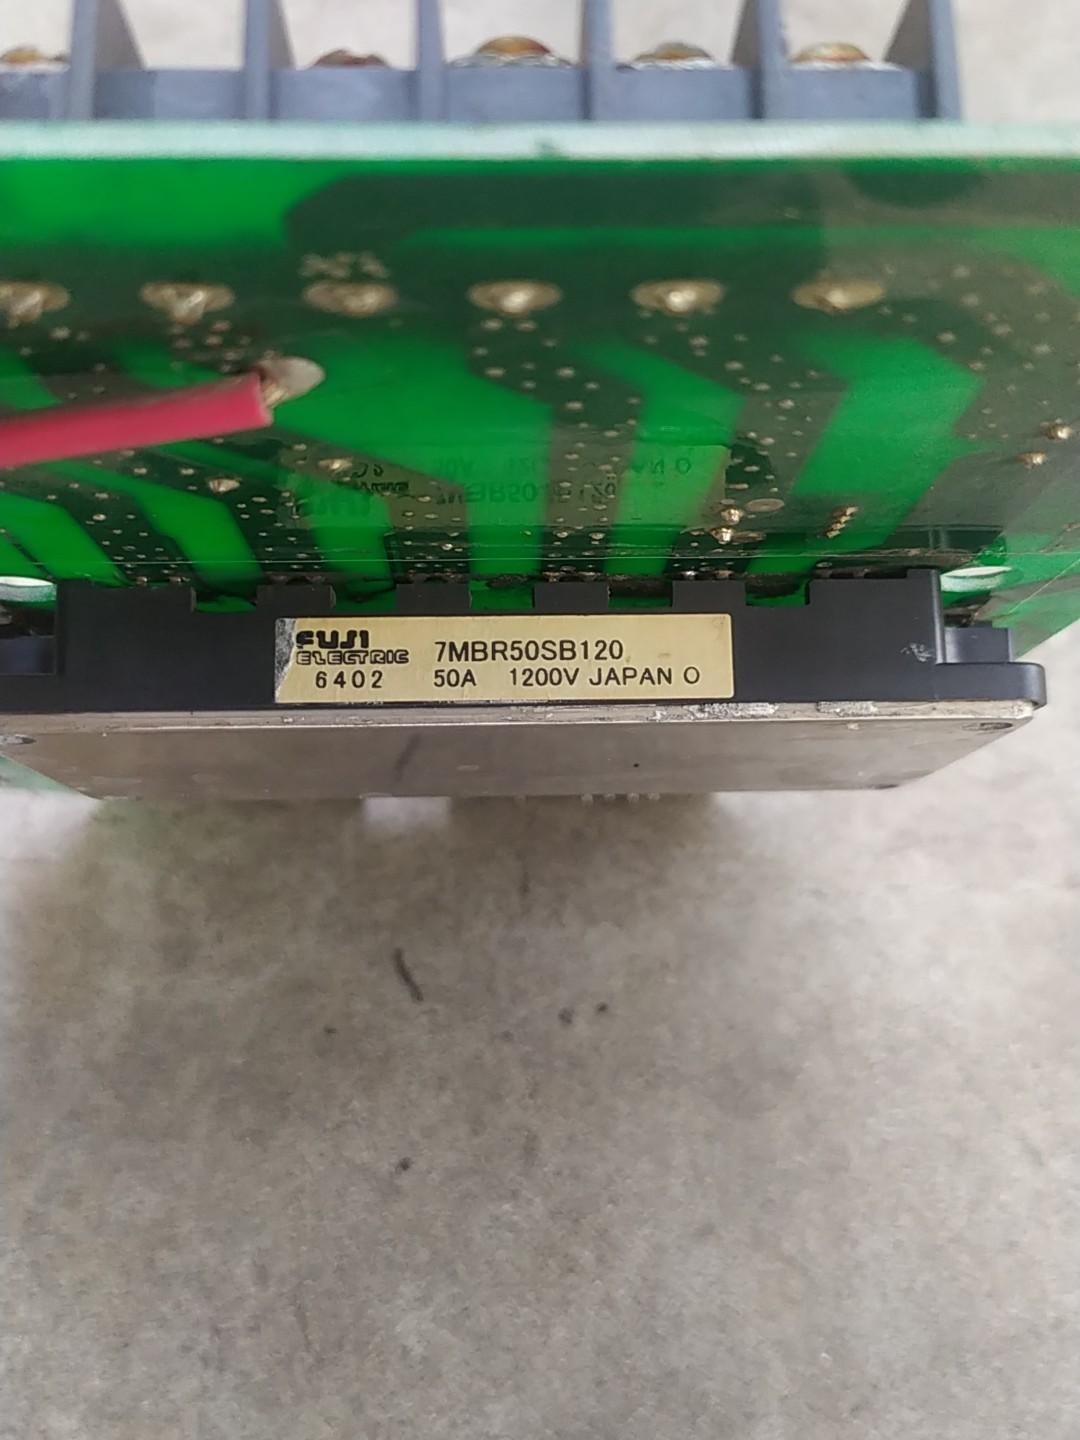 FUJI
ELECTRIC
7MBR50SB120
6402 50A 1200V JAPAN O